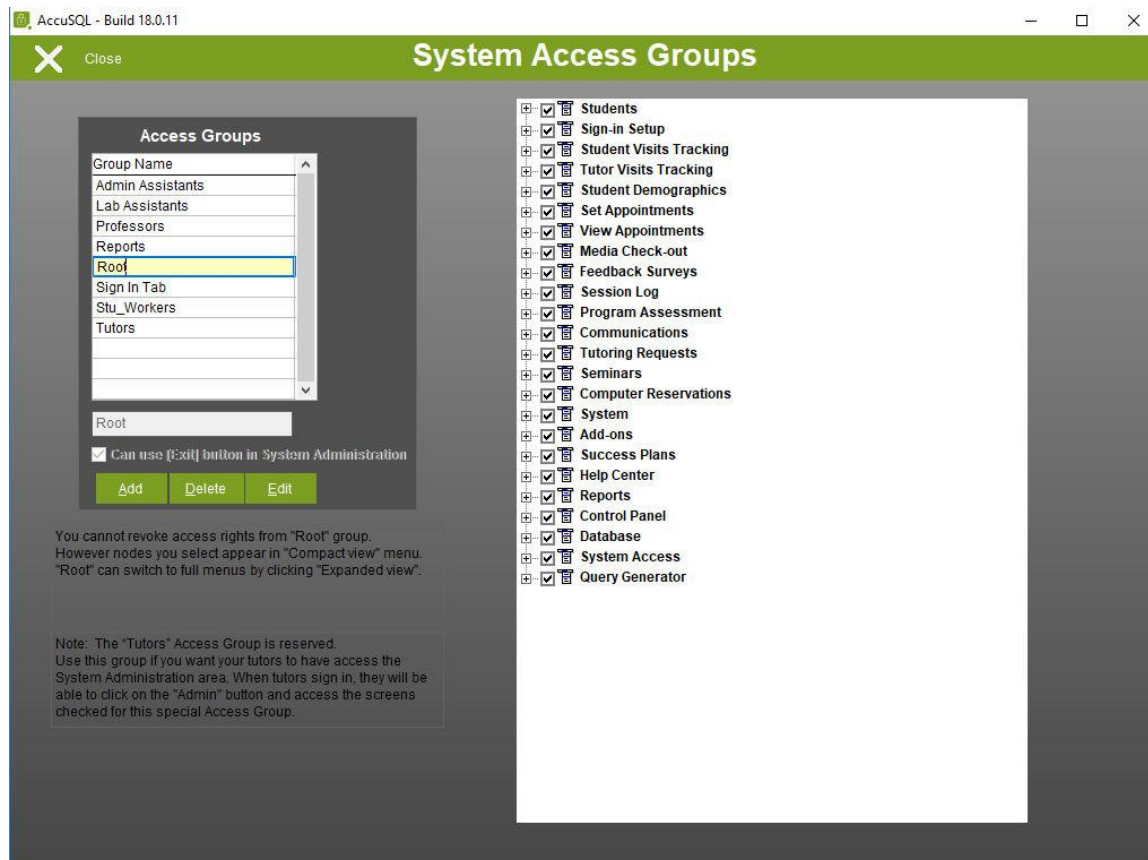 AccuSQL - Build 18.0.11
Close
System Access Groups
Access Groups
Group Name
Admin Assistants
Lab Assistants
Professors
Reports
Root
Sign In Tab
Stu_Workers
Tutors
Root
Can use [Exit] button in System Administration
Add Delete Edit
You cannot revoke access rights from "Root" group.
However nodes you select appear in "Compact view" menu.
"Root" can switch to full menus by clicking "Expanded view".
Note: The "Tutors" Access Group is reserved.
Use this group if you want your tutors to have access the
System Administration area. When tutors sign in, they will be
able to click on the "Admin" button and access the screens
checked for this special Access Group.
Students
Sign-in Setup
Student Visits Tracking
Tutor Visits Tracking
Student Demographics
Set Appointments
View Appointments
Media Check-out
Feedback Surveys
Session Log
Program Assessment
Communications
Tutoring Requests
Seminars
Computer Reservations
System
Add-ons
Success Plans
Help Center
Reports
Control Panel
Database
System Access
Query Generator